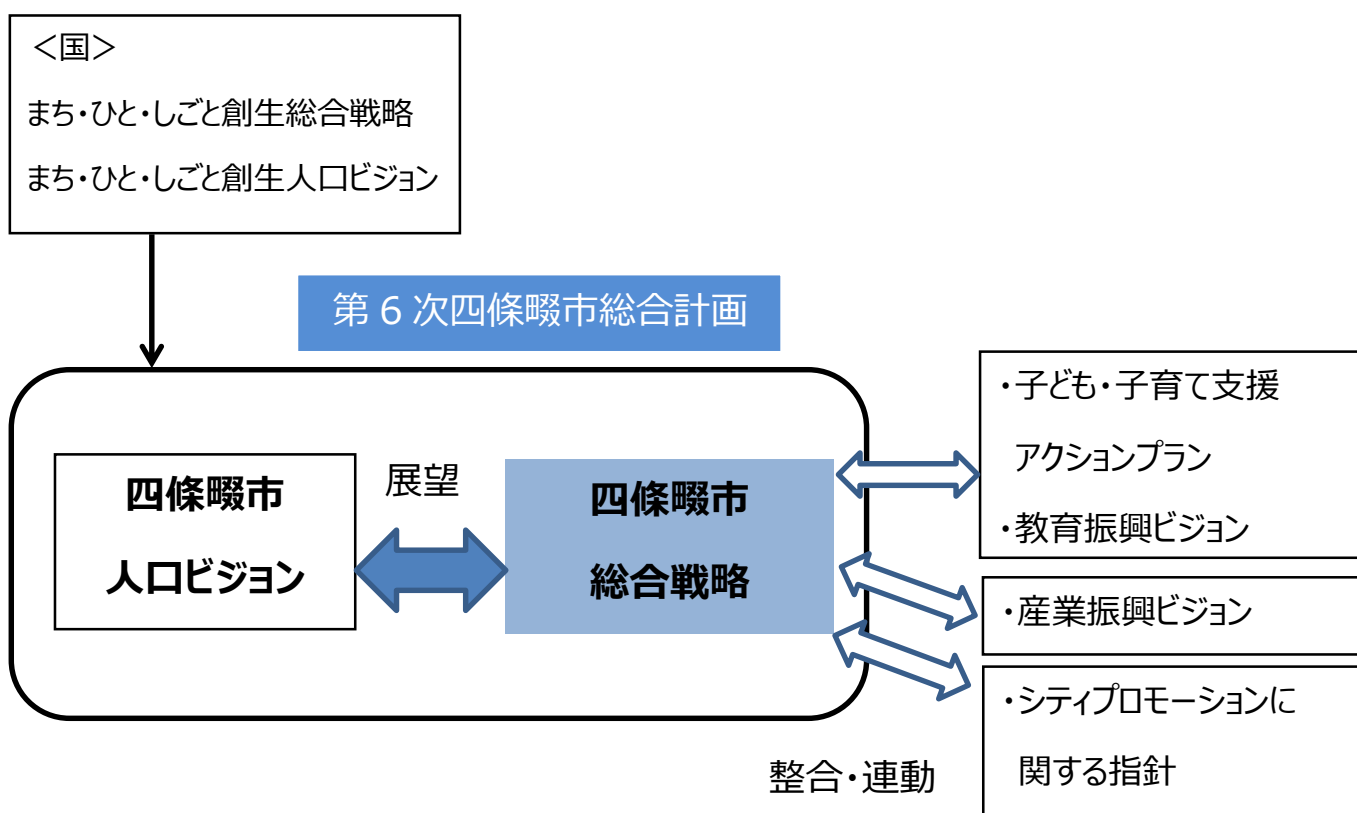 ＜国＞
まち・ひと・しごと創生総合戦略
まち・ひと・しごと創生人口ビジョン
第６次四條畷市総合計画
四條畷市
人口ビジョン
展望
四條畷市
総合戦略
・子ども・子育て支援
アクションプラン
・教育振興ビジョン
・産業振興ビジョン
・シティプロモーションに
関する指針
整合・連動